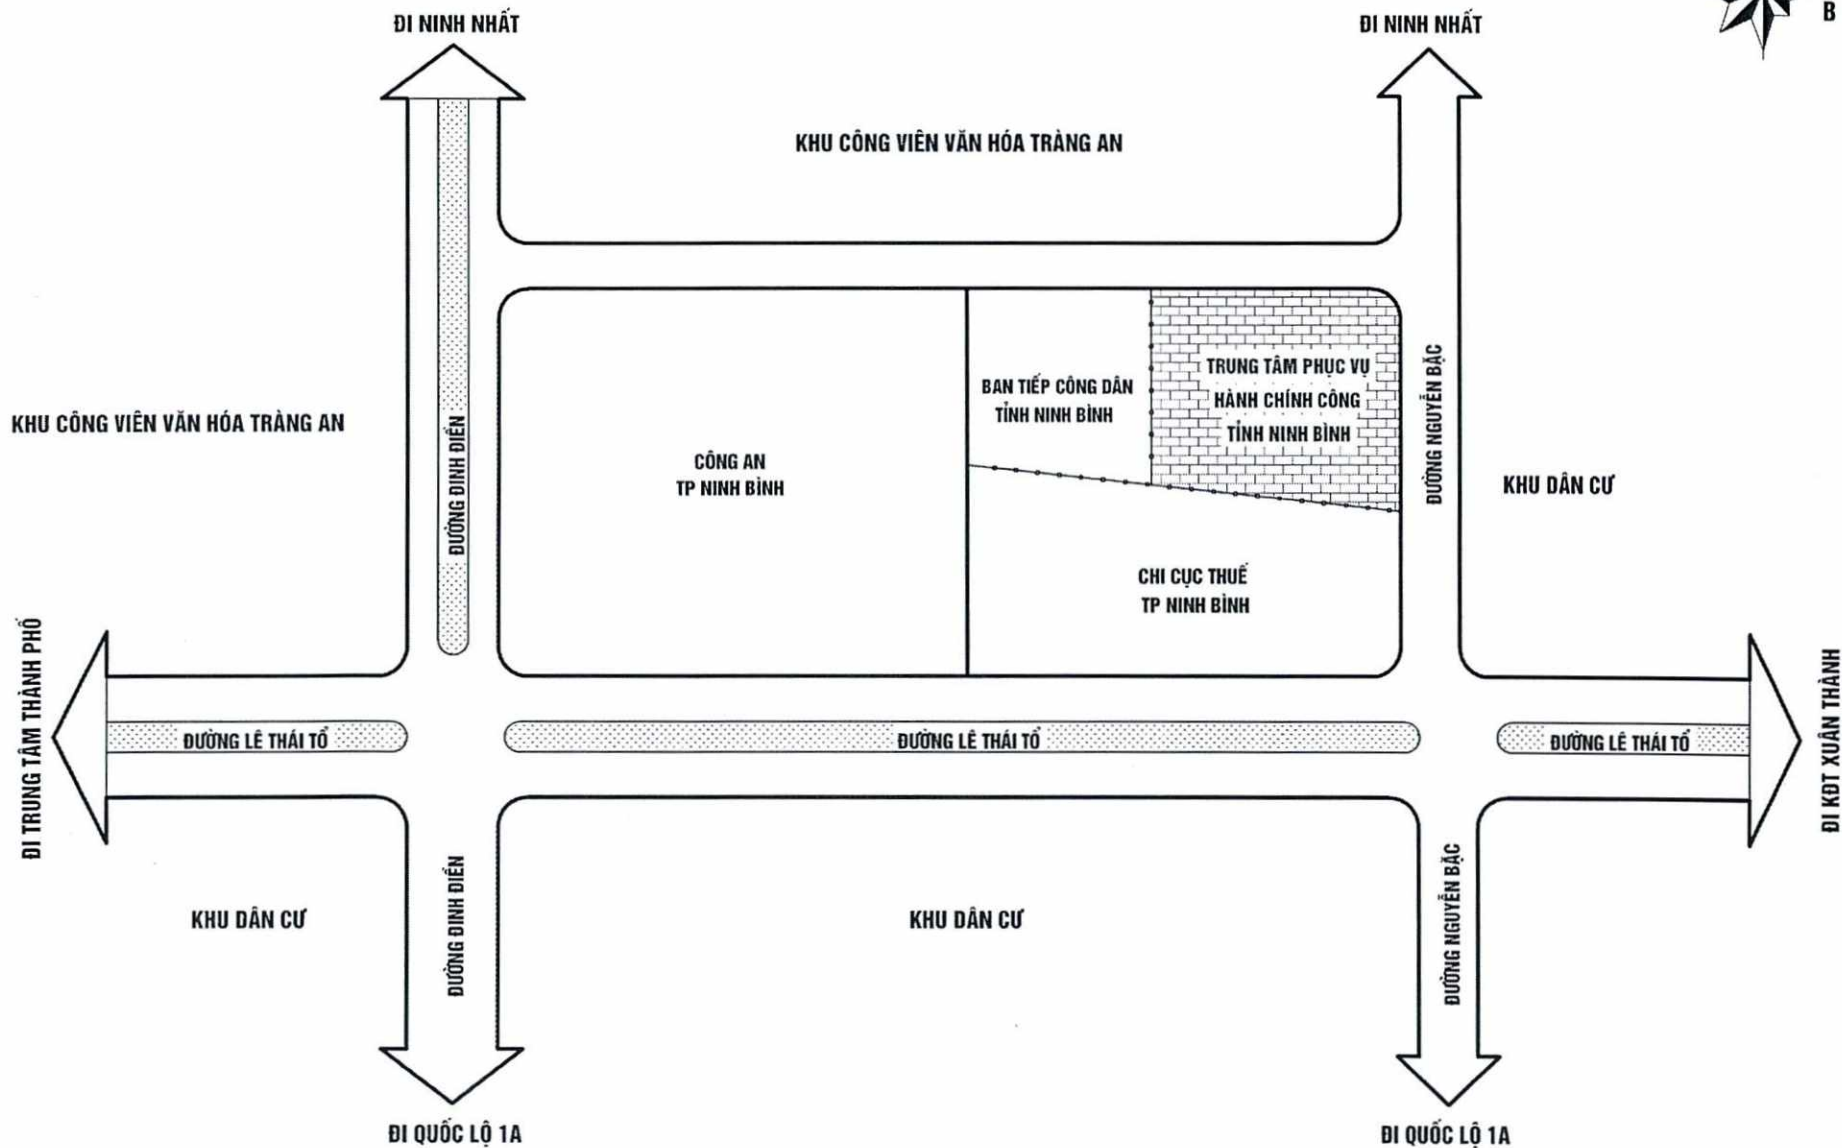 B
ĐI NINH NHẤT
ĐI NINH NHẤT
KHU CÔNG VIÊN VĂN HÓA TRÀNG AN
KHU CÔNG VIÊN VĂN HÓA TRÀNG AN
ĐƯỜNG ĐINH ĐIỀN
CÔNG AN
TP NINH BÌNH
BAN TIẾP CÔNG DÂN
TỈNH NINH BÌNH
TRUNG TÂM PHỤC VỤ
HÀNH CHÍNH CÔNG
TỈNH NINH BÌNH
ĐƯỜNG NGUYỄN BẶC
KHU DÂN CƯ
CHI CỤC THUẾ
TP NINH BÌNH
ĐI TRUNG TÂM THÀNH PHỐ
ĐƯỜNG LÊ THÁI TỔ
ĐƯỜNG LÊ THÁI TỔ
ĐƯỜNG LÊ THÁI TỔ
ĐI KĐT XUÂN THÀNH
KHU DÂN CƯ
ĐƯỜNG ĐINH ĐIỀN
KHU DÂN CƯ
ĐƯỜNG NGUYỄN BẶC
ĐI QUỐC LỘ 1A
ĐI QUỐC LỘ 1A